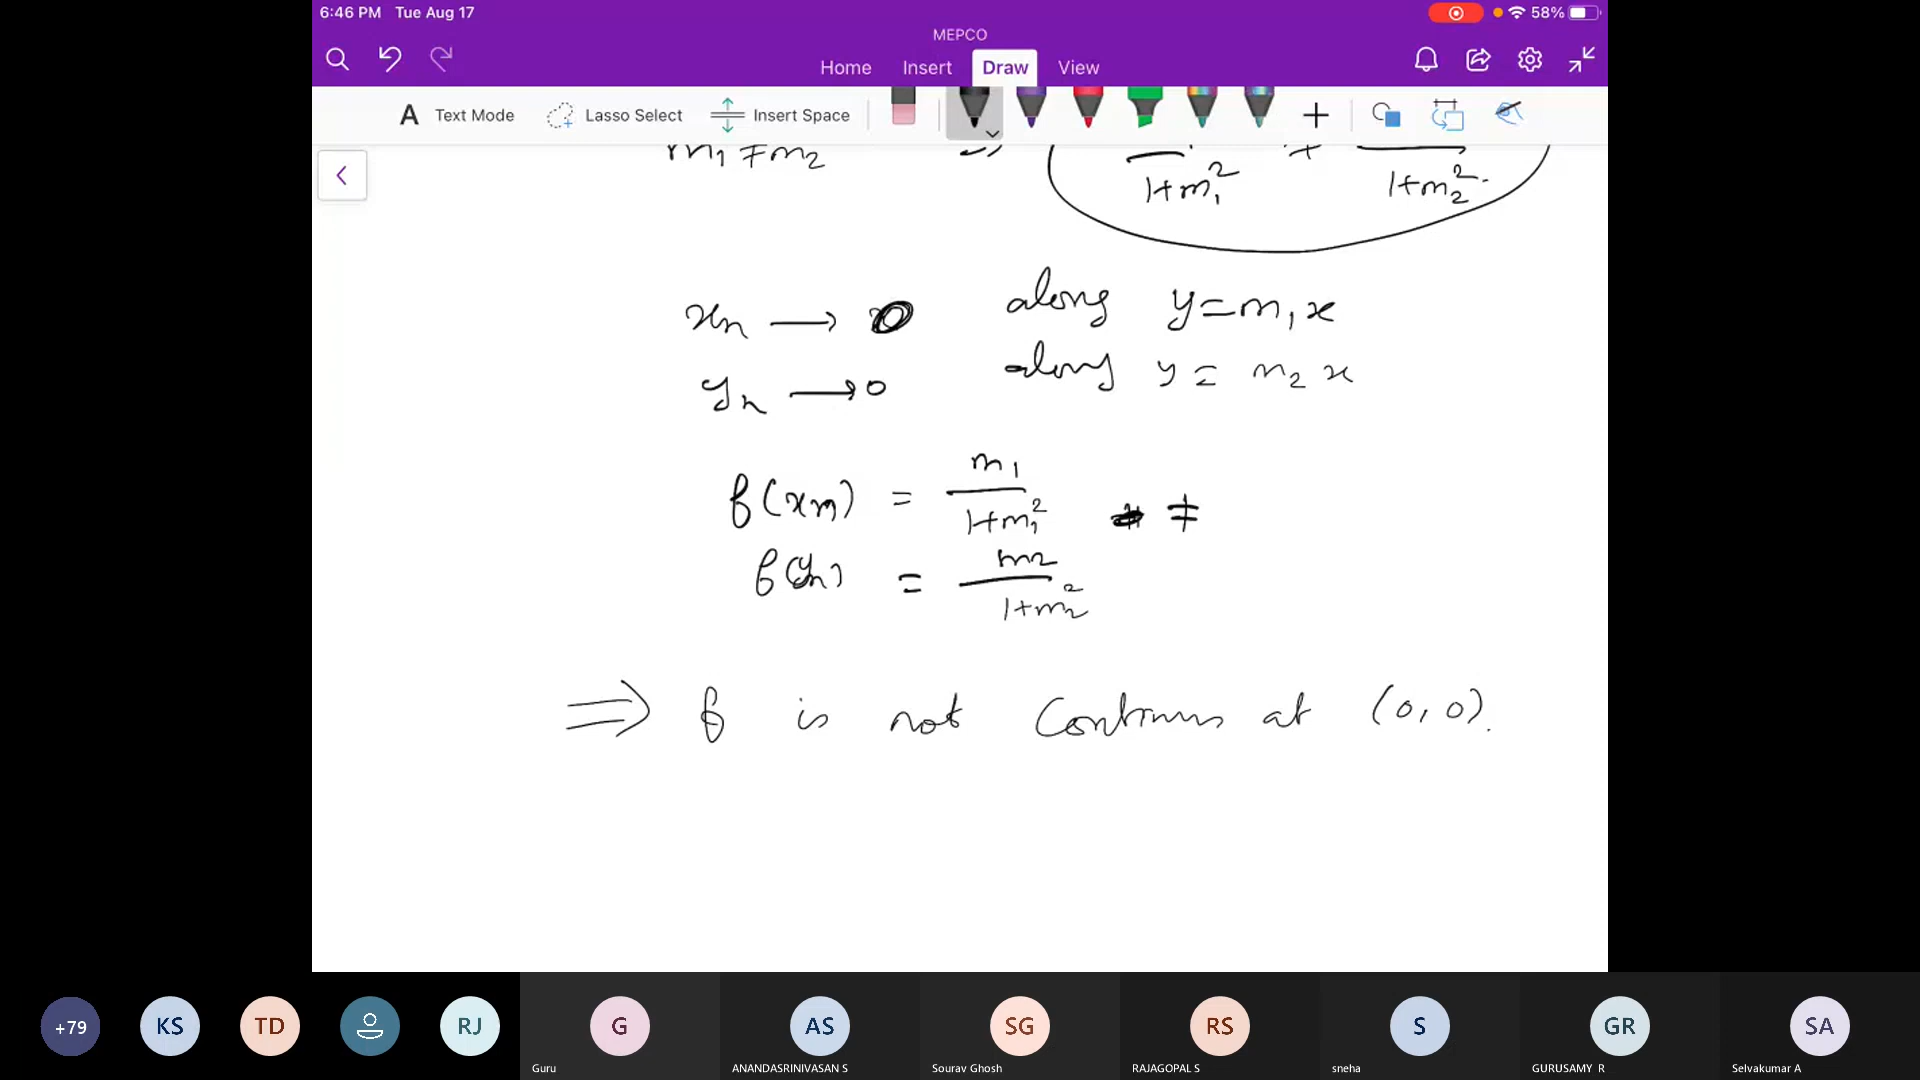 6:46 PM Tue Aug 17
58%
MEPCO
Home Insert Draw View
A Text Mode Lasso Select Insert Space
m₁ ≠ m₂ ⇒ 1+m₁² ≠ 1+m₂²
xₙ → 0 along y = m₁x
yₙ → 0 along y = m₂x
f(xₙ) = m₁/(1+m₁²) ≠
f(yₙ) = m₂/(1+m₂²)
⇒ f is not continus at (0,0).
+79 KS TD RJ G AS SG RS S GR SA
Guru ANANDASRINIVASAN S Sourav Ghosh RAJAGOPAL S sneha GURUSAMY R Selvakumar A